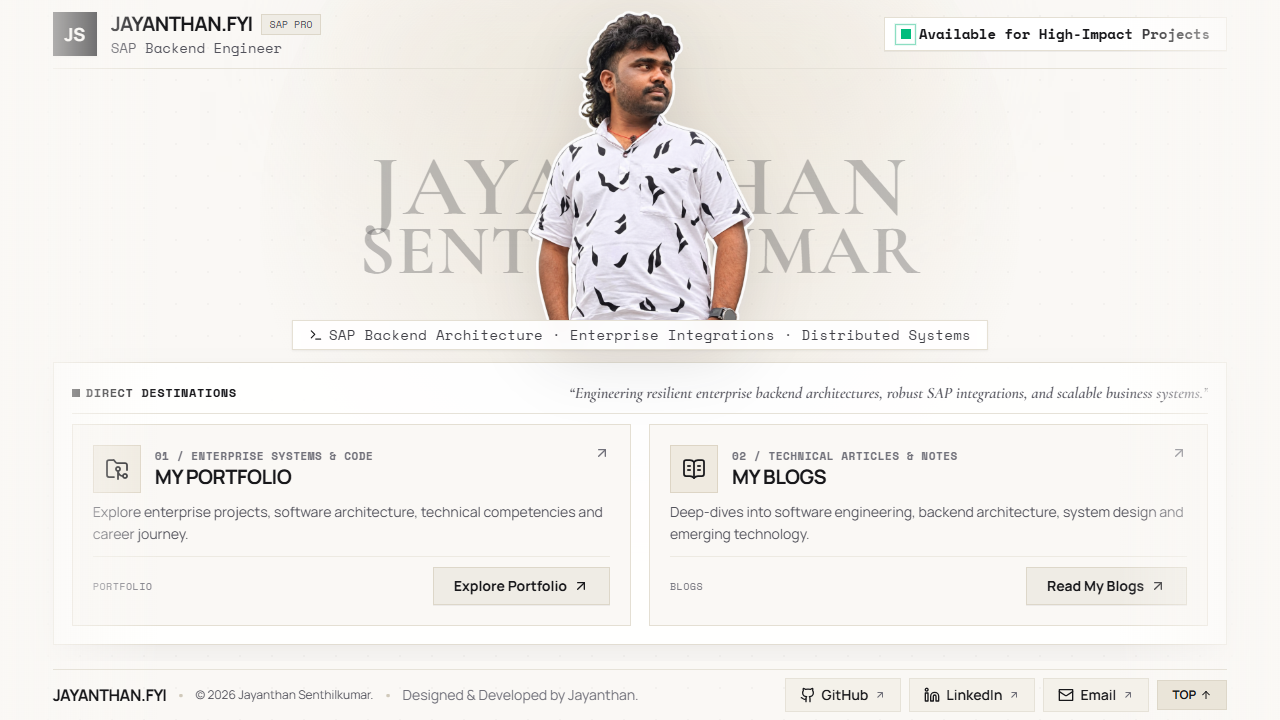 JS
JAYANTHAN.FYI
SAP PRO
SAP Backend Engineer
Available for High-Impact Projects
JAYA HAN
SENT UMAR
SAP Backend Architecture · Enterprise Integrations · Distributed Systems
DIRECT DESTINATIONS
“Engineering resilient enterprise backend architectures, robust SAP integrations, and scalable business systems.”
01 / ENTERPRISE SYSTEMS & CODE
MY PORTFOLIO
Explore enterprise projects, software architecture, technical competencies and
career journey.
PORTFOLIO
Explore Portfolio
02 / TECHNICAL ARTICLES & NOTES
MY BLOGS
Deep-dives into software engineering, backend architecture, system design and
emerging technology.
BLOGS
Read My Blogs
JAYANTHAN.FYI • © 2026 Jayanthan Senthilkumar. • Designed & Developed by Jayanthan.
GitHub
LinkedIn
Email
TOP ↑